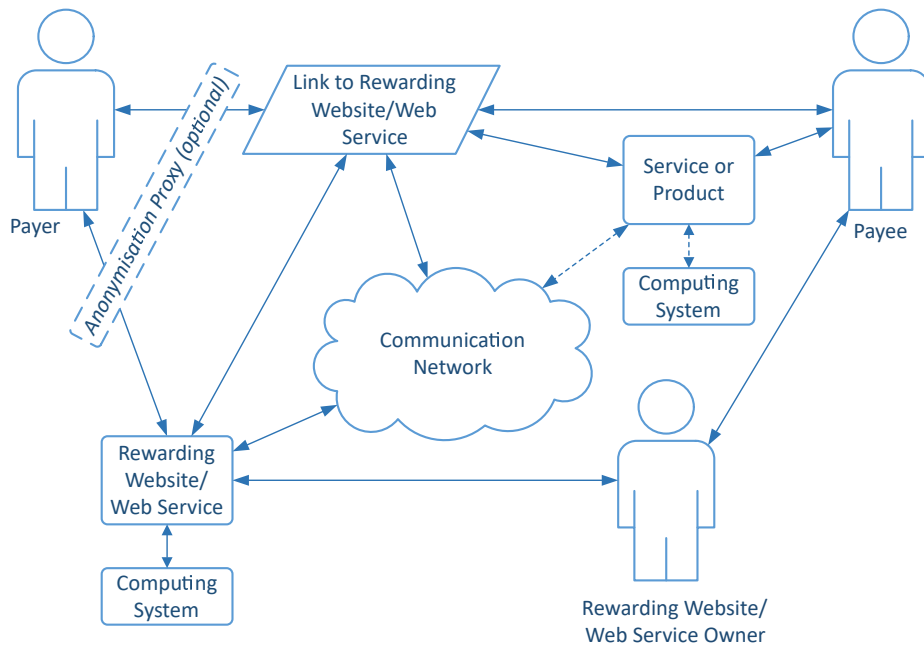 Link to Rewarding
Website/Web
Service
Anonymisation Proxy (optional)
Service or
Product
Payer
Payee
Computing
System
Communication
Network
Rewarding
Website/
Web Service
Computing
System
Rewarding Website/
Web Service Owner